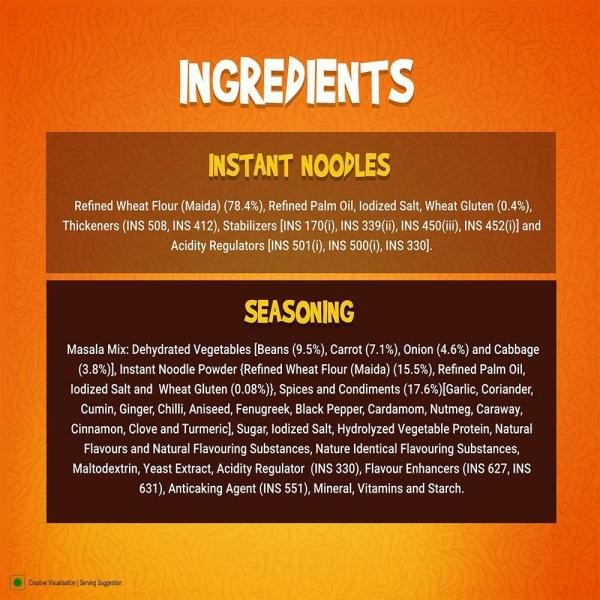 INGREDIENTS
INSTANT NOODLES
Refined Wheat Flour (Maida) (78.4%), Refined Palm Oil, Iodized Salt, Wheat Gluten (0.4%),
Thickeners (INS 508, INS 412), Stabilizers [INS 170(i), INS 339(ii), INS 450(iii), INS 452(i)] and
Acidity Regulators [INS 501(i), INS 500(i), INS 330].
SEASONING
Masala Mix: Dehydrated Vegetables [Beans (9.5%), Carrot (7.1%), Onion (4.6%) and Cabbage
(3.8%)], Instant Noodle Powder {Refined Wheat Flour (Maida) (15.5%), Refined Palm Oil,
Iodized Salt and Wheat Gluten (0.08%)}, Spices and Condiments (17.6%)[Garlic, Coriander,
Cumin, Ginger, Chilli, Aniseed, Fenugreek, Black Pepper, Cardamom, Nutmeg, Caraway,
Cinnamon, Clove and Turmeric], Sugar, Iodized Salt, Hydrolyzed Vegetable Protein, Natural
Flavours and Natural Flavouring Substances, Nature Identical Flavouring Substances,
Maltodextrin, Yeast Extract, Acidity Regulator (INS 330), Flavour Enhancers (INS 627, INS
631), Anticaking Agent (INS 551), Mineral, Vitamins and Starch.
Creative Visualisation | Serving Suggestion